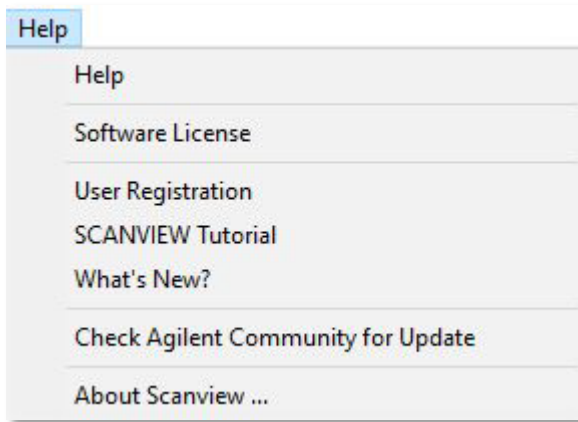 Help
Help
Software License
User Registration
SCANVIEW Tutorial
What's New?
Check Agilent Community for Update
About Scanview ...